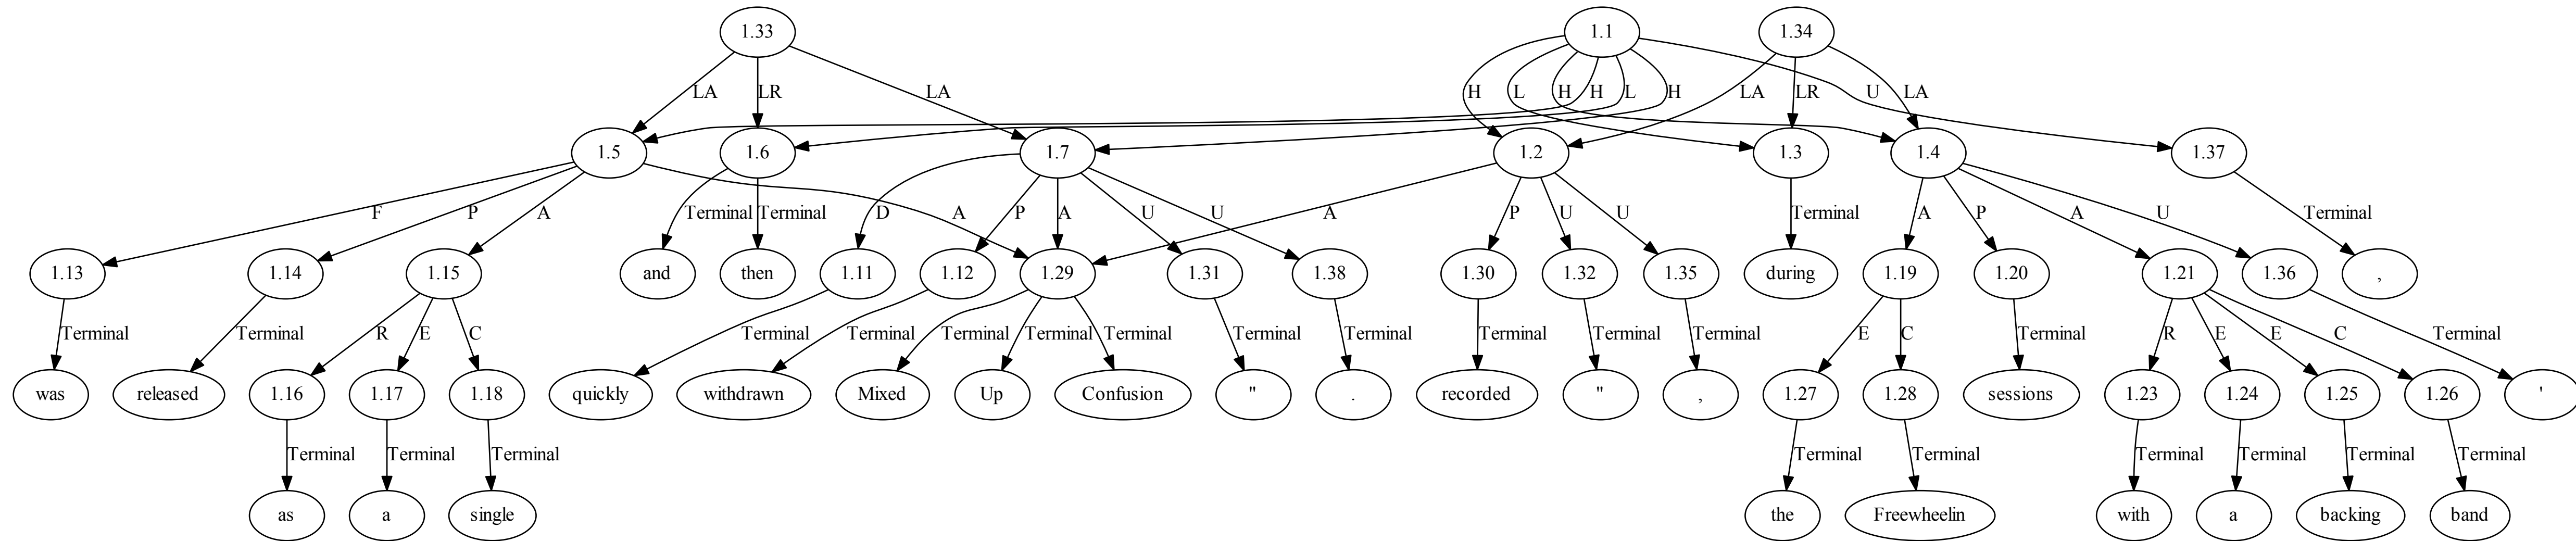 1.33 1.1 1.34
LA LR LA H L H H L H U LA LR LA
1.5 1.6 1.7 1.2 1.3 1.4 1.37
F P A A Terminal Terminal D P A U U A P U U Terminal A P A U Terminal
1.13 1.14 1.15 and then 1.11 1.12 1.29 1.31 1.38 1.30 1.32 1.35 during 1.19 1.20 1.21 1.36 ,
Terminal Terminal R E C Terminal Terminal Terminal Terminal Terminal Terminal Terminal Terminal Terminal Terminal E C Terminal R E E C Terminal
was released 1.16 1.17 1.18 quickly withdrawn Mixed Up Confusion " . recorded " , 1.27 1.28 sessions 1.23 1.24 1.25 1.26 '
Terminal Terminal Terminal Terminal Terminal Terminal Terminal Terminal Terminal
as a single the Freewheelin with a backing band